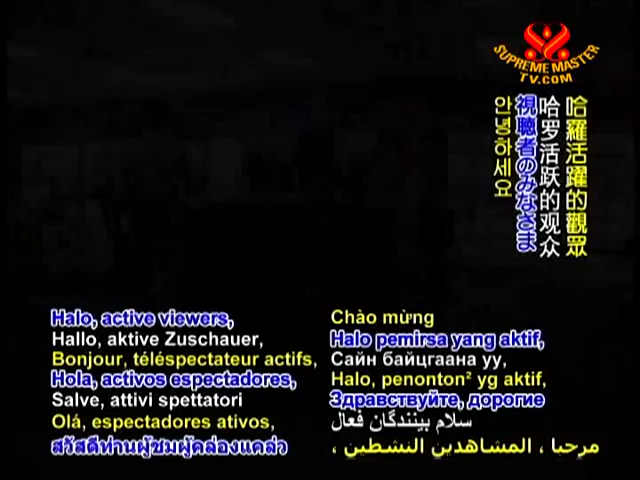 SUPREME MASTER
TV.COM
哈羅活躍的觀眾
哈罗活跃的观众
視聴者のみなさま
안녕하세요
Halo, active viewers,
Hallo, aktive Zuschauer,
Bonjour, téléspectateur actifs,
Hola, activos espectadores,
Salve, attivi spettatori
Olá, espectadores ativos,
สวัสดีท่านผู้ชมผู้คล่องแคล่ว
Chào mừng
Halo pemirsa yang aktif,
Сайн байцгаана уу,
Halo, penonton² yg aktif,
Здравствуйте, дорогие
سلام بینندگان فعال
مرحبا ، المشاهدين النشطين ،